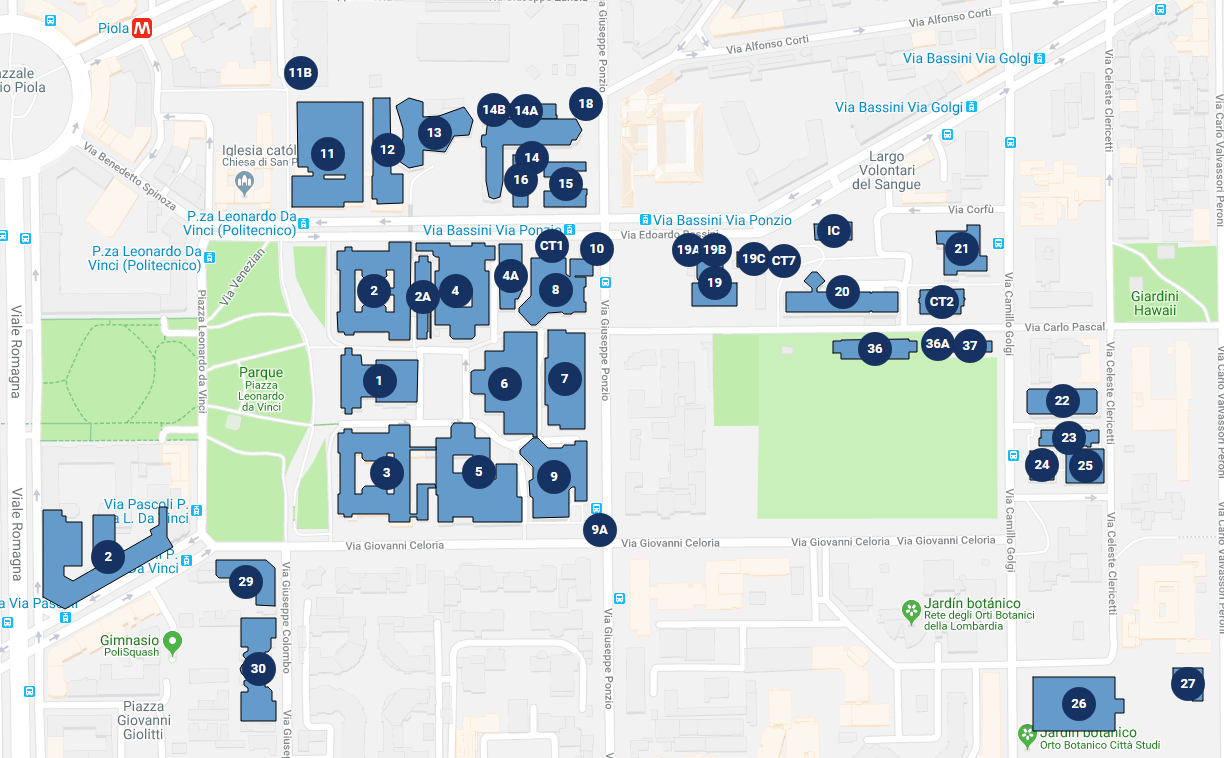 Piola M
Via Giuseppe Ponzio
Via Alfonso Corti
Via Alfonso Corti
Via Bassini Via Golgi
Via Bassini Via Golgi
Via Celeste Clericetti
Via Carlo Valvassori Peroni
azzale
io Piola
11B
14B
14A
18
11
12
13
14
16
15
Via Benedetto Spinoza
Iglesia catól
Chiesa di San P
Largo
Volontari
del Sangue
Via Corfù
P.za Leonardo Da
Vinci (Politecnico)
P.za Leonardo Da
Vinci (Politecnico)
Via Bassini Via Ponzio
Via Bassini Via Ponzio
Via Edoardo Bassini
CT1
10
IC
19A
19B
19C
CT7
21
19
20
CT2
2
2A
4
4A
8
Via Venezian
Viale Romagna
Piazza Leonardo da Vinci
Via Giuseppe Ponzio
Via Camillo Golgi
Via Carlo Pascal
Giardini
Hawaii
36
36A
37
Parque
Piazza
Leonardo
da Vinci
1
6
7
22
23
24
25
Via Celeste Clericetti
3
5
9
9A
Viale Romagna
Via Pascoli P.
a L. Da Vinci
P.
Da Vinci
2
a Via Pascoli
Via Giovanni Celoria
Via Giovanni Celoria
Via Giovanni Celoria
Via Giovanni Celoria
Via Camillo Golgi
Via Celeste Clericetti
29
30
Via Giuseppe Colombo
Via Giuseppe Ponzio
Gimnasio
PoliSquash
Piazza
Giovanni
Giolitti
Jardín botánico
Rete degli Orti Botanici
della Lombardia
26
27
Jardín botánico
Orto Botanico Città Studi